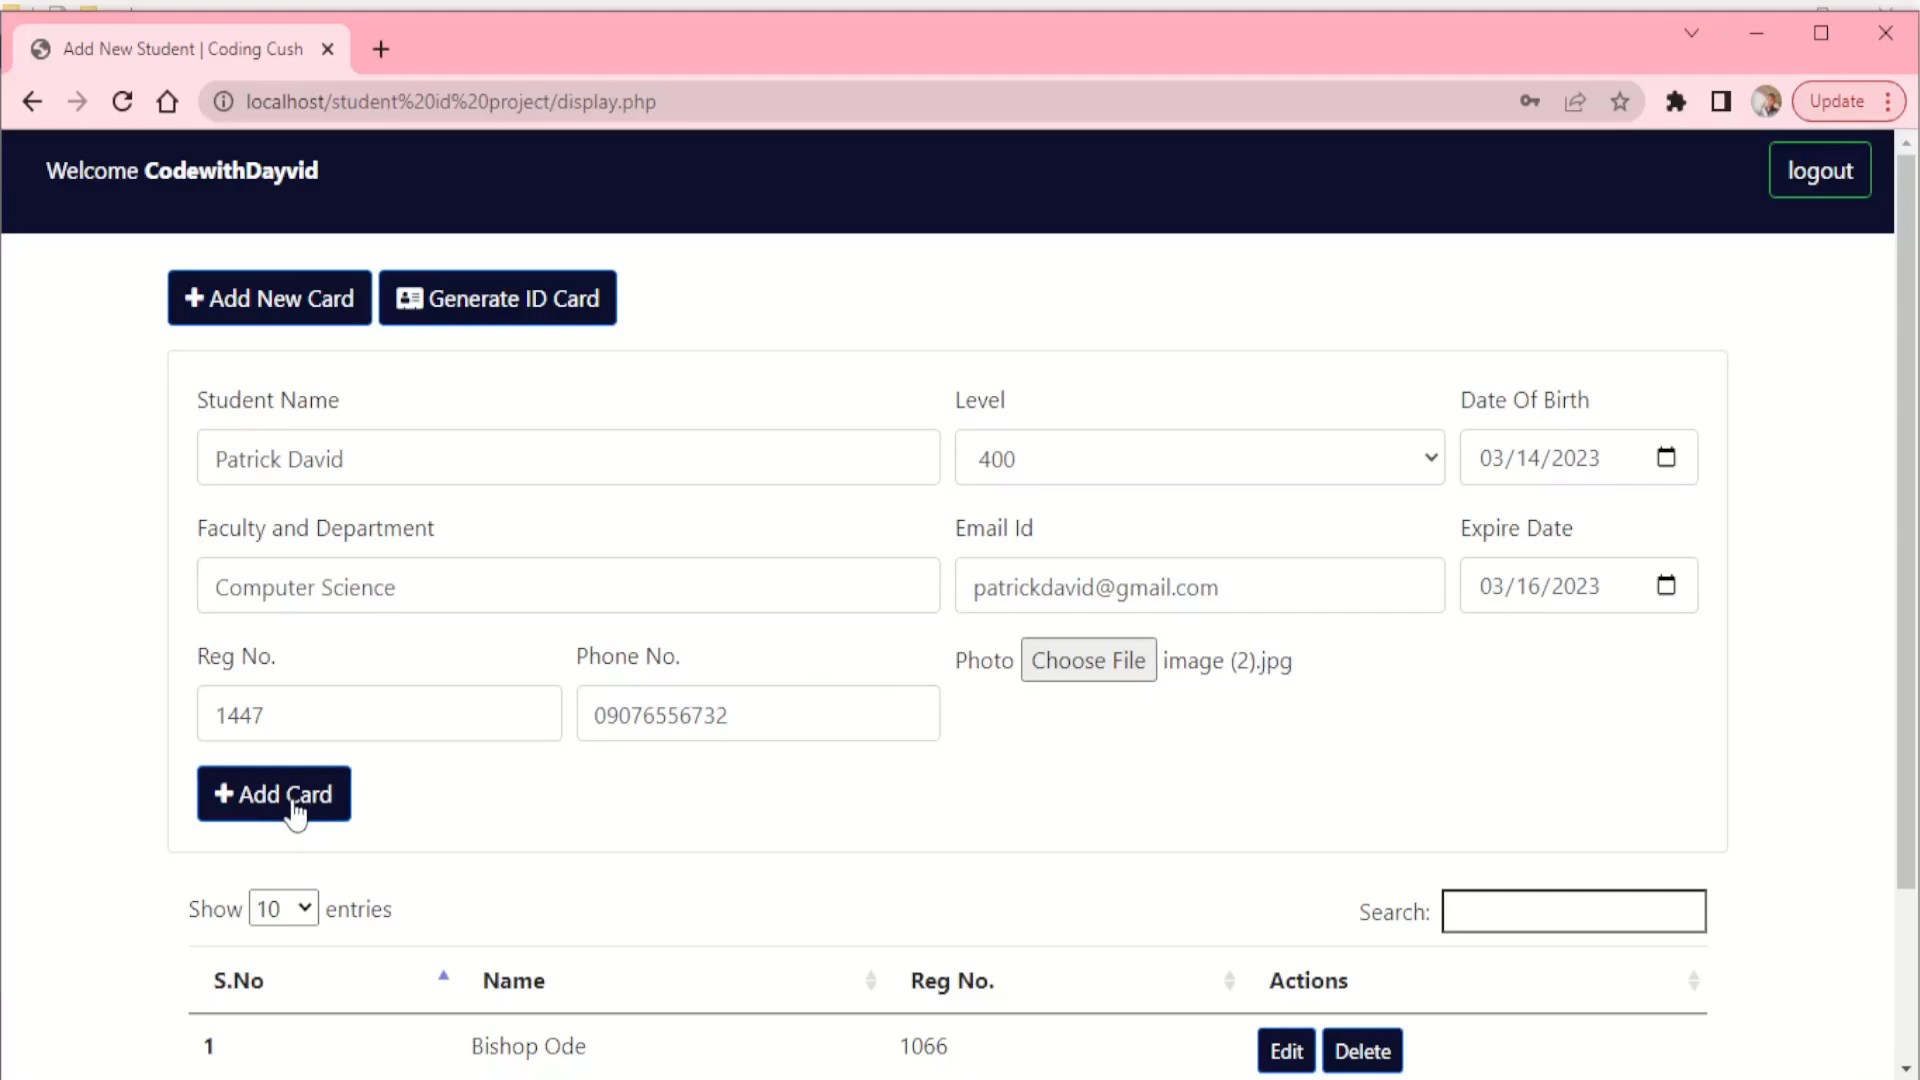 Add New Student | Coding Cush
localhost/student%20id%20project/display.php
Update
Welcome CodewithDayvid
logout
Add New Card
Generate ID Card
Student Name
Level
Date Of Birth
Patrick David
400
03/14/2023
Faculty and Department
Email Id
Expire Date
Computer Science
patrickdavid@gmail.com
03/16/2023
Reg No.
Phone No.
Photo Choose File image (2).jpg
1447
09076556732
Add Card
Show 10 entries
Search:
S.No Name Reg No. Actions
1 Bishop Ode 1066 Edit Delete